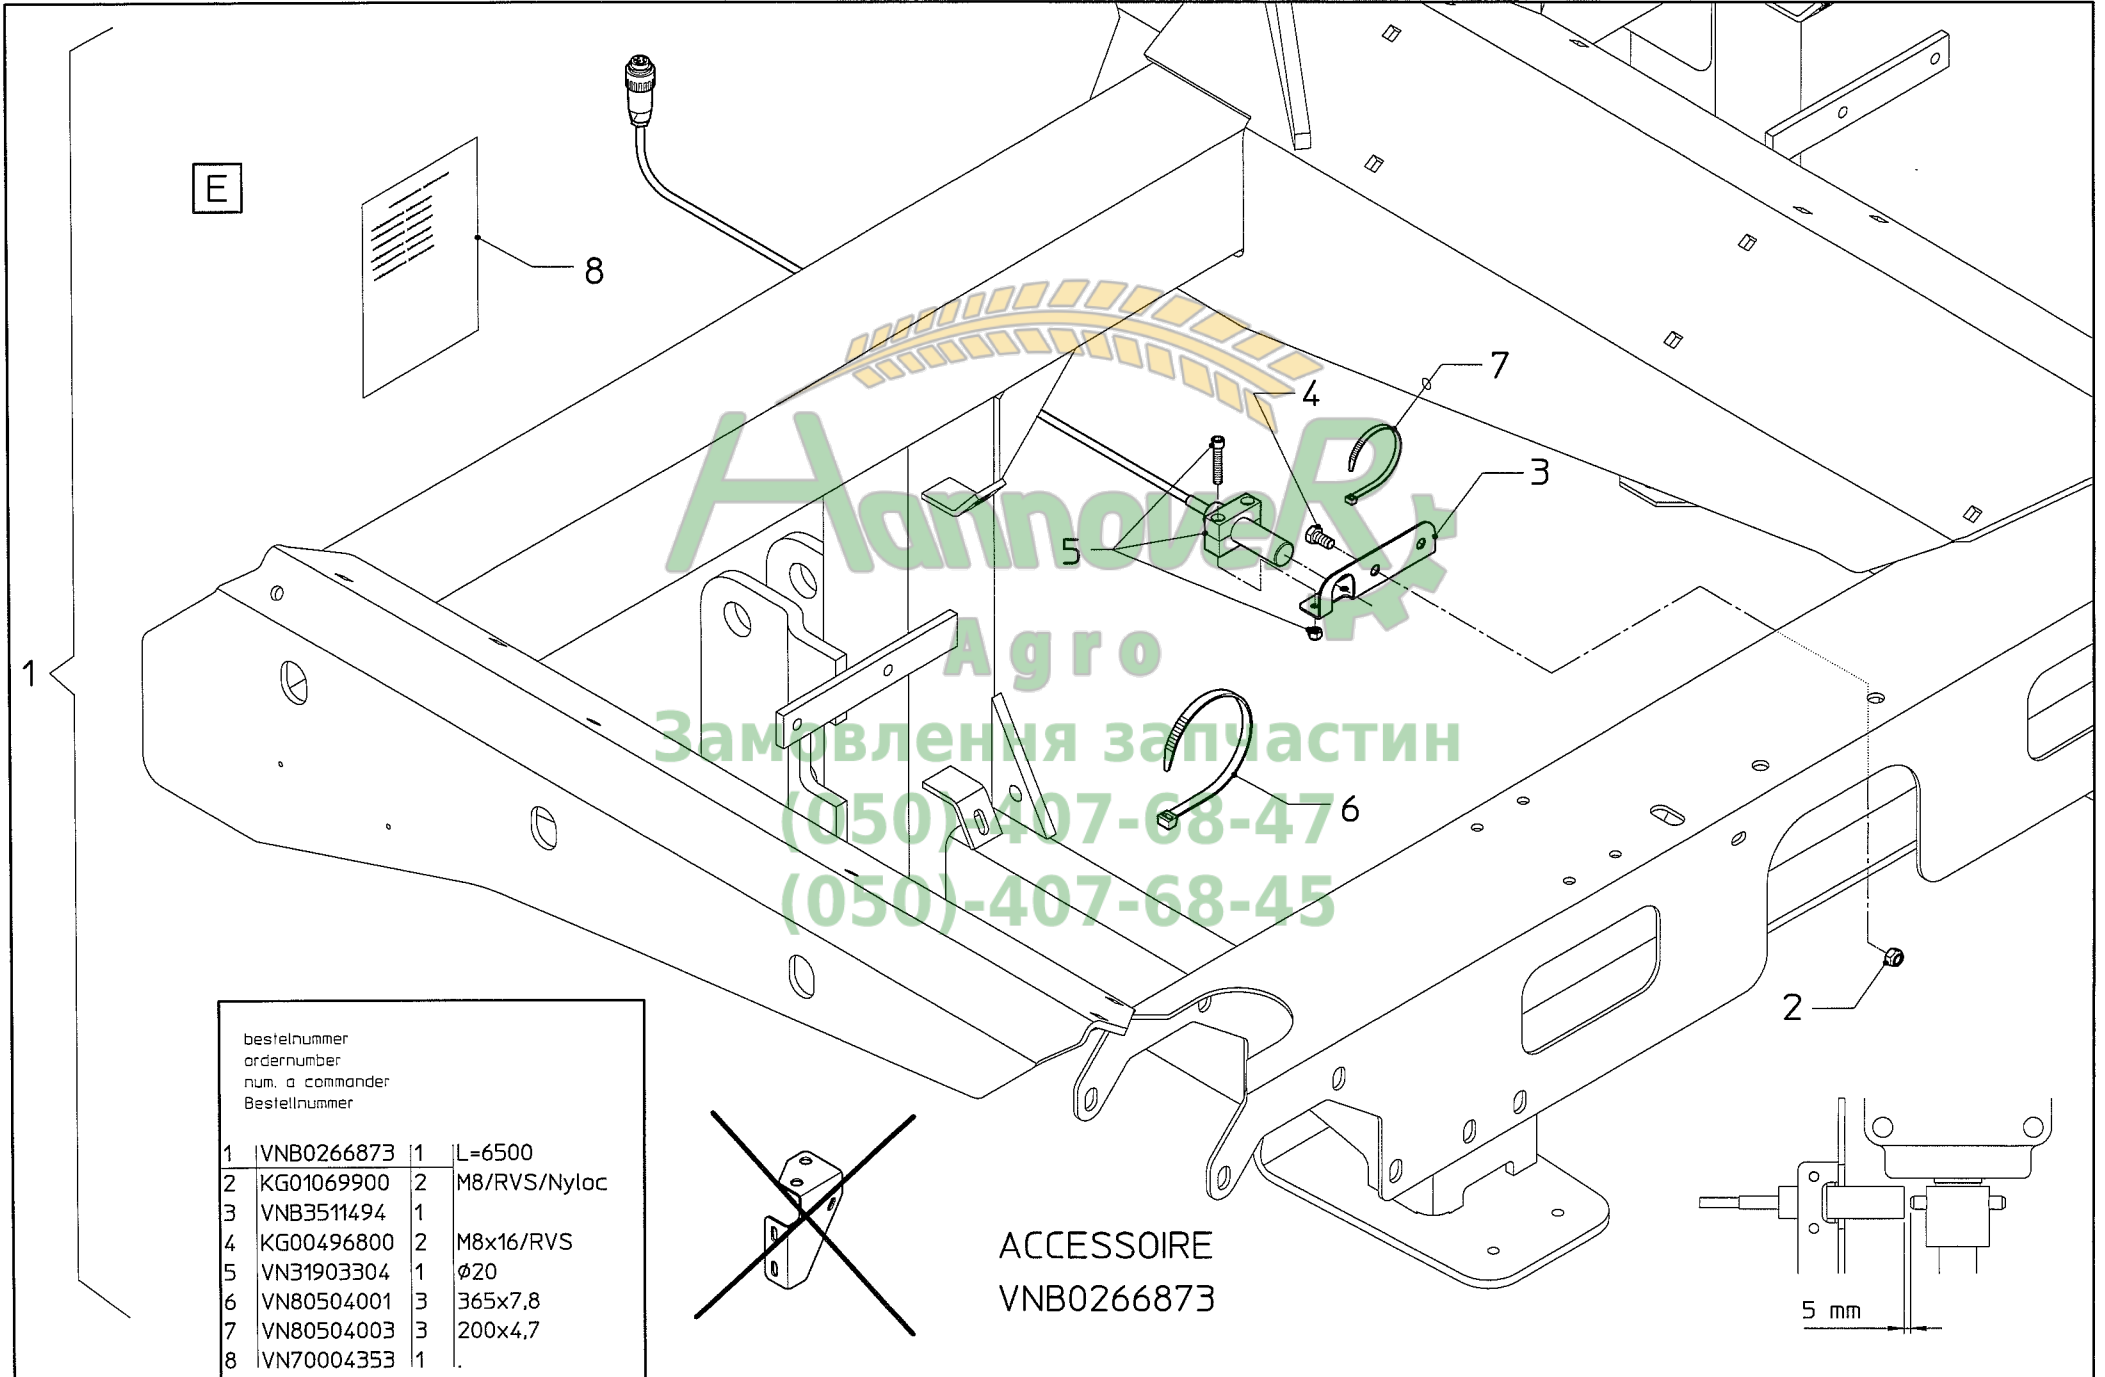 E
8
7
4
3
5
1
6
2
HannoveR
Agro
Замовлення запчастин
(050)-407-68-47
(050)-407-68-45
bestelnummer
ordernumber
num. a commander
Bestellnummer
1 VNB0266873 1 L=6500
2 KG01069900 2 M8/RVS/Nyloc
3 VNB3511494 1
4 KG00496800 2 M8x16/RVS
5 VN31903304 1 ø20
6 VN80504001 3 365x7,8
7 VN80504003 3 200x4,7
8 VN70004353 1 .
ACCESSOIRE
VNB0266873
5 mm